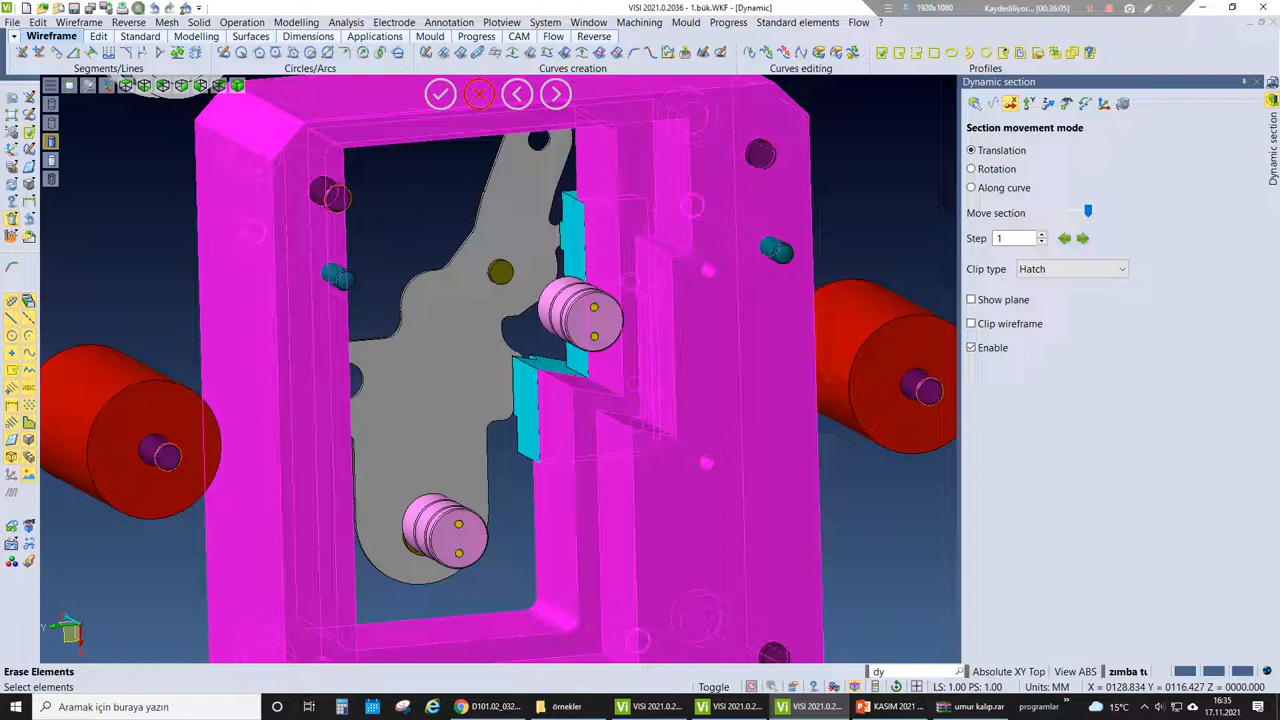 VISI 2021.0.2036 - 1.bük.WKF - [Dynamic]
1920x1080
Kaydediliyor...
00:36:05
File Edit Wireframe Reverse Mesh Solid Operation Modelling Analysis Electrode Annotation Plotview System Window Machining Mould Progress Standard elements Flow ?
Wireframe Edit Standard Modelling Surfaces Dimensions Applications Mould Progress CAM Flow Reverse
Segments/Lines Circles/Arcs Curves creation Curves editing Profiles
Dynamic section
Section movement mode
Translation
Rotation
Along curve
Move section
Step 1
Clip type Hatch
Show plane
Clip wireframe
Enable
Dynamic section
Erase Elements
dy
Absolute XY Top View ABS zımba tı
Select elements
Toggle
LS: 1.00 PS: 1.00 Units: MM X = 0128.834 Y = 0116.427 Z = 0000.000
Aramak için buraya yazın
D101.02_032...
örnekler
VISI 2021.0.2...
VISI 2021.0.2...
VISI 2021.0.2...
KASIM 2021 ...
umur kalıp.rar
programlar
15°C
16:35
17.11.2021